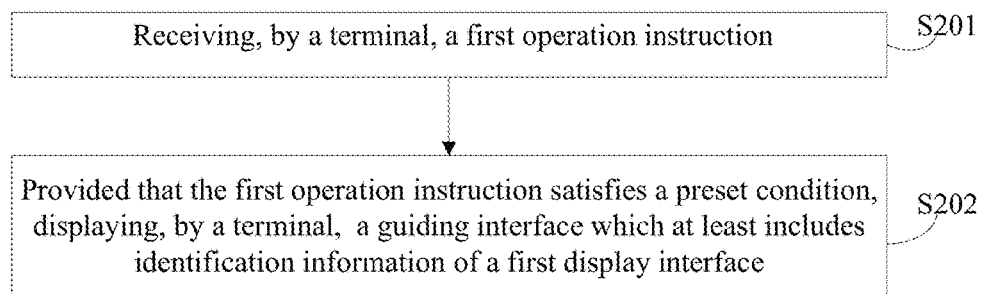 Receiving, by a terminal, a first operation instruction
S201
Provided that the first operation instruction satisfies a preset condition,
displaying, by a terminal, a guiding interface which at least includes
identification information of a first display interface
S202